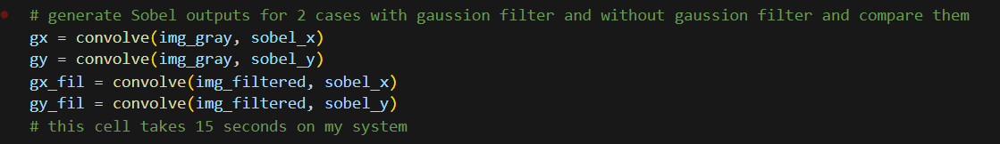 # generate Sobel outputs for 2 cases with gaussion filter and without gaussion filter and compare them
gx = convolve(img_gray, sobel_x)
gy = convolve(img_gray, sobel_y)
gx_fil = convolve(img_filtered, sobel_x)
gy_fil = convolve(img_filtered, sobel_y)
# this cell takes 15 seconds on my system